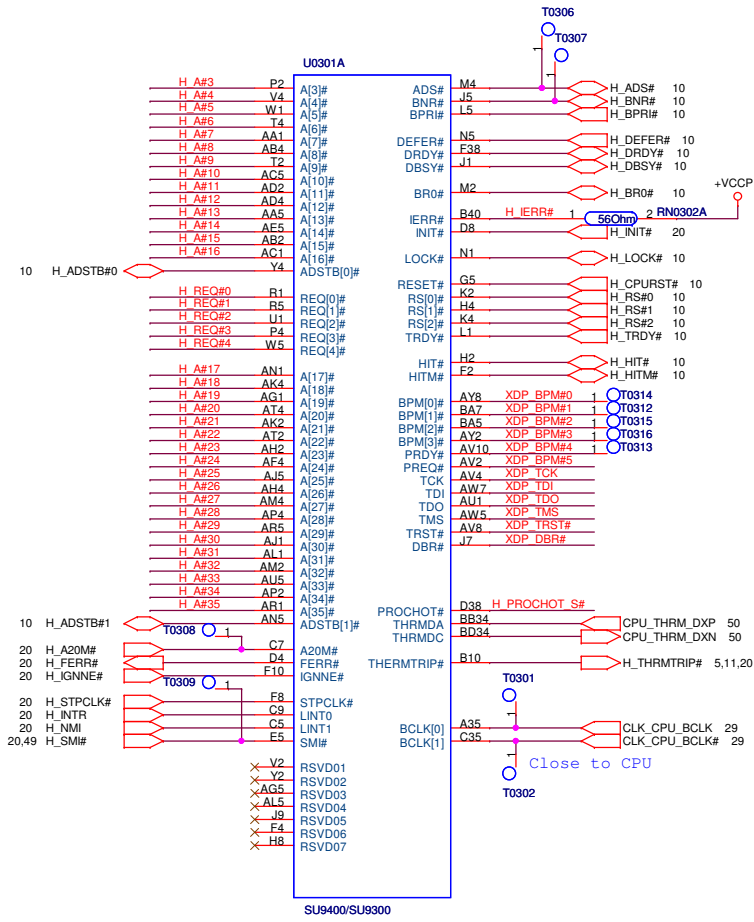 T0306
T0307
U0301A
H_A#3 P2 A[3]# ADS# M4 H_ADS# 10
H_A#4 V4 A[4]# BNR# J5 H_BNR# 10
H_A#5 W1 A[5]# BPRI# L5 H_BPRI# 10
H_A#6 T4 A[6]#
H_A#7 AA1 A[7]# DEFER# N5 H_DEFER# 10
H_A#8 AB4 A[8]# DRDY# F38 H_DRDY# 10
H_A#9 T2 A[9]# DBSY# J1 H_DBSY# 10
H_A#10 AC5 A[10]#
H_A#11 AD2 A[11]# BR0# M2 H_BR0# 10
+VCCP
H_A#12 AD4 A[12]#
H_A#13 AA5 A[13]# IERR# B40 H_IERR# 1 56Ohm 2 RN0302A
H_A#14 AE5 A[14]# INIT# D8 H_INIT# 20
H_A#15 AB2 A[15]#
H_A#16 AC1 A[16]# LOCK# N1 H_LOCK# 10
10 H_ADSTB#0 Y4 ADSTB[0]#
RESET# G5 H_CPURST# 10
H_REQ#0 R1 REQ[0]# RS[0]# K2 H_RS#0 10
H_REQ#1 R5 REQ[1]# RS[1]# H4 H_RS#1 10
H_REQ#2 U1 REQ[2]# RS[2]# K4 H_RS#2 10
H_REQ#3 P4 REQ[3]# TRDY# L1 H_TRDY# 10
H_REQ#4 W5 REQ[4]#
HIT# H2 H_HIT# 10
H_A#17 AN1 A[17]# HITM# F2 H_HITM# 10
H_A#18 AK4 A[18]#
H_A#19 AG1 A[19]# BPM[0]# AY8 XDP_BPM#0 1 T0314
H_A#20 AT4 A[20]# BPM[1]# BA7 XDP_BPM#1 1 T0312
H_A#21 AK2 A[21]# BPM[2]# BA5 XDP_BPM#2 1 T0315
H_A#22 AT2 A[22]# BPM[3]# AY2 XDP_BPM#3 1 T0316
H_A#23 AH2 A[23]# PRDY# AV10 XDP_BPM#4 1 T0313
H_A#24 AF4 A[24]# PREQ# AV2 XDP_BPM#5
H_A#25 AJ5 A[25]# TCK AV4 XDP_TCK
H_A#26 AH4 A[26]# TDI AW7 XDP_TDI
H_A#27 AM4 A[27]# TDO AU1 XDP_TDO
H_A#28 AP4 A[28]# TMS AW5 XDP_TMS
H_A#29 AR5 A[29]# TRST# AV8 XDP_TRST#
H_A#30 AJ1 A[30]# DBR# J7 XDP_DBR#
H_A#31 AL1 A[31]#
H_A#32 AM2 A[32]#
H_A#33 AU5 A[33]#
H_A#34 AP2 A[34]#
H_A#35 AR1 A[35]# PROCHOT# D38 H_PROCHOT_S#
10 H_ADSTB#1 AN5 ADSTB[1]# THRMDA BB34 CPU_THRM_DXP 50
T0308 1 THRMDC BD34 CPU_THRM_DXN 50
20 H_A20M# C7 A20M#
20 H_FERR# D4 FERR# THERMTRIP# B10 H_THRMTRIP# 5,11,20
20 H_IGNNE# F10 IGNNE#
T0309 1 T0301
20 H_STPCLK# F8 STPCLK# 1
20 H_INTR C9 LINT0
20 H_NMI C5 LINT1 BCLK[0] A35 CLK_CPU_BCLK 29
20,49 H_SMI# E5 SMI# BCLK[1] C35 CLK_CPU_BCLK# 29
1 Close to CPU
V2 RSVD01
Y2 RSVD02
T0302
AG5 RSVD03
AL5 RSVD04
J9 RSVD05
F4 RSVD06
H8 RSVD07
SU9400/SU9300
1
1